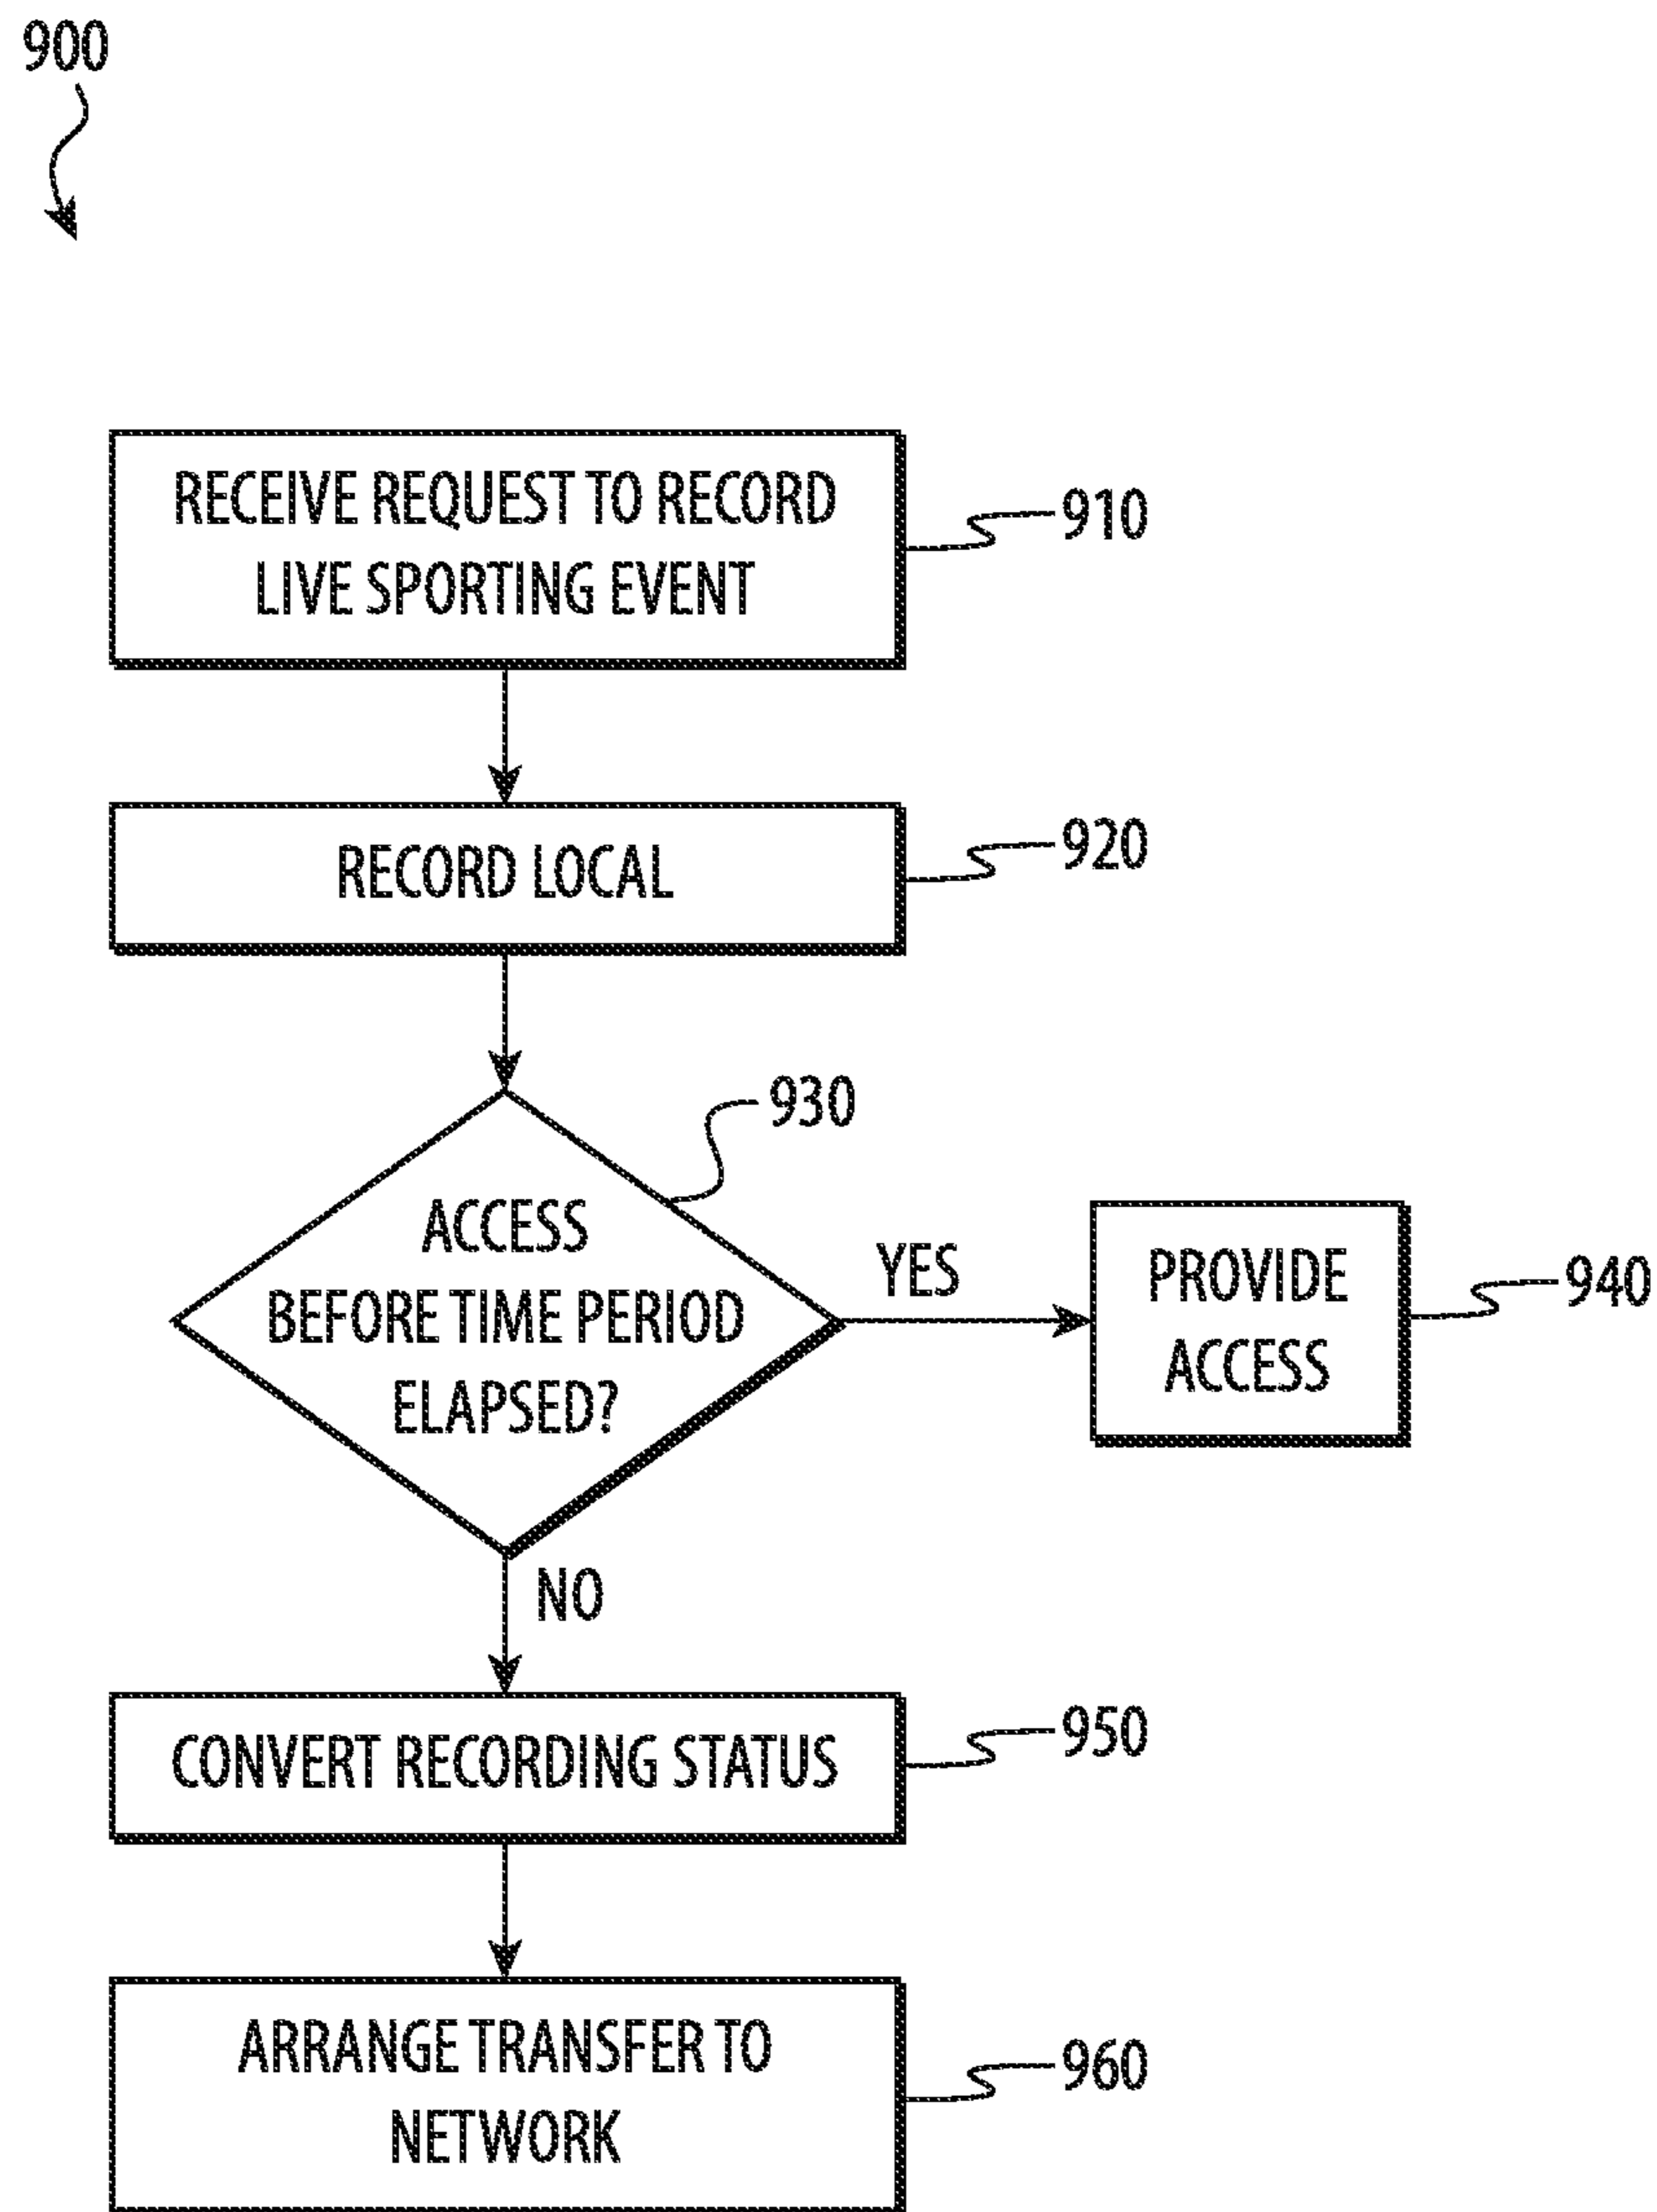 900
RECEIVE REQUEST TO RECORD
LIVE SPORTING EVENT
910
RECORD LOCAL
920
930
ACCESS
BEFORE TIME PERIOD
ELAPSED?
YES
PROVIDE
ACCESS
940
NO
CONVERT RECORDING STATUS
950
ARRANGE TRANSFER TO
NETWORK
960